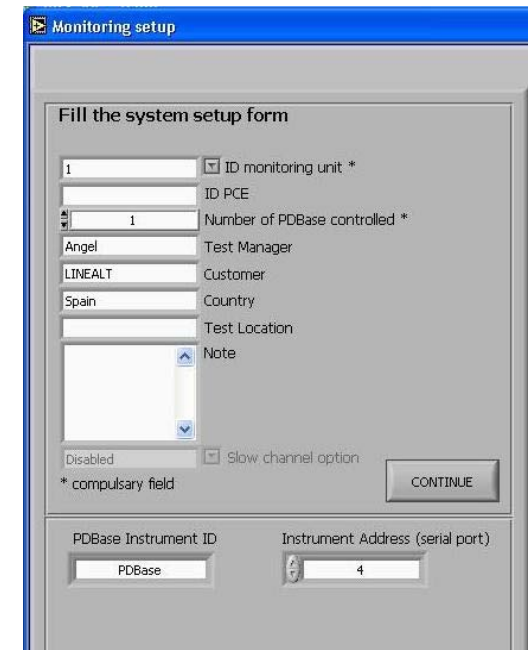 Monitoring setup
Fill the system setup form
1 ID monitoring unit *
ID PCE
1 Number of PDBase controlled *
Angel Test Manager
LINEALT Customer
Spain Country
Test Location
Note
Disabled Slow channel option
* compulsary field
CONTINUE
PDBase Instrument ID Instrument Address (serial port)
PDBase 4